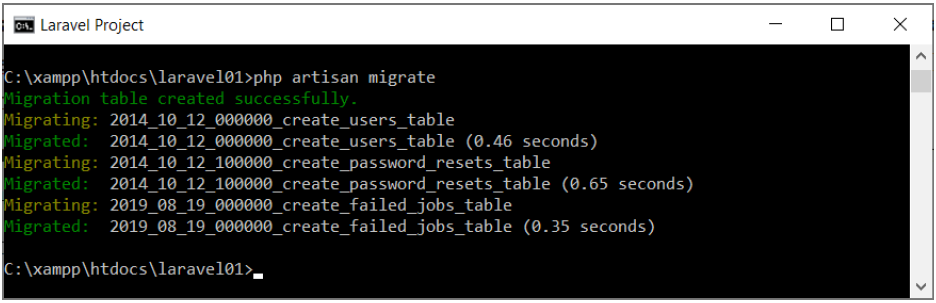 Laravel Project
C:\xampp\htdocs\laravel01>php artisan migrate
Migration table created successfully.
Migrating: 2014_10_12_000000_create_users_table
Migrated:  2014_10_12_000000_create_users_table (0.46 seconds)
Migrating: 2014_10_12_100000_create_password_resets_table
Migrated:  2014_10_12_100000_create_password_resets_table (0.65 seconds)
Migrating: 2019_08_19_000000_create_failed_jobs_table
Migrated:  2019_08_19_000000_create_failed_jobs_table (0.35 seconds)
C:\xampp\htdocs\laravel01>